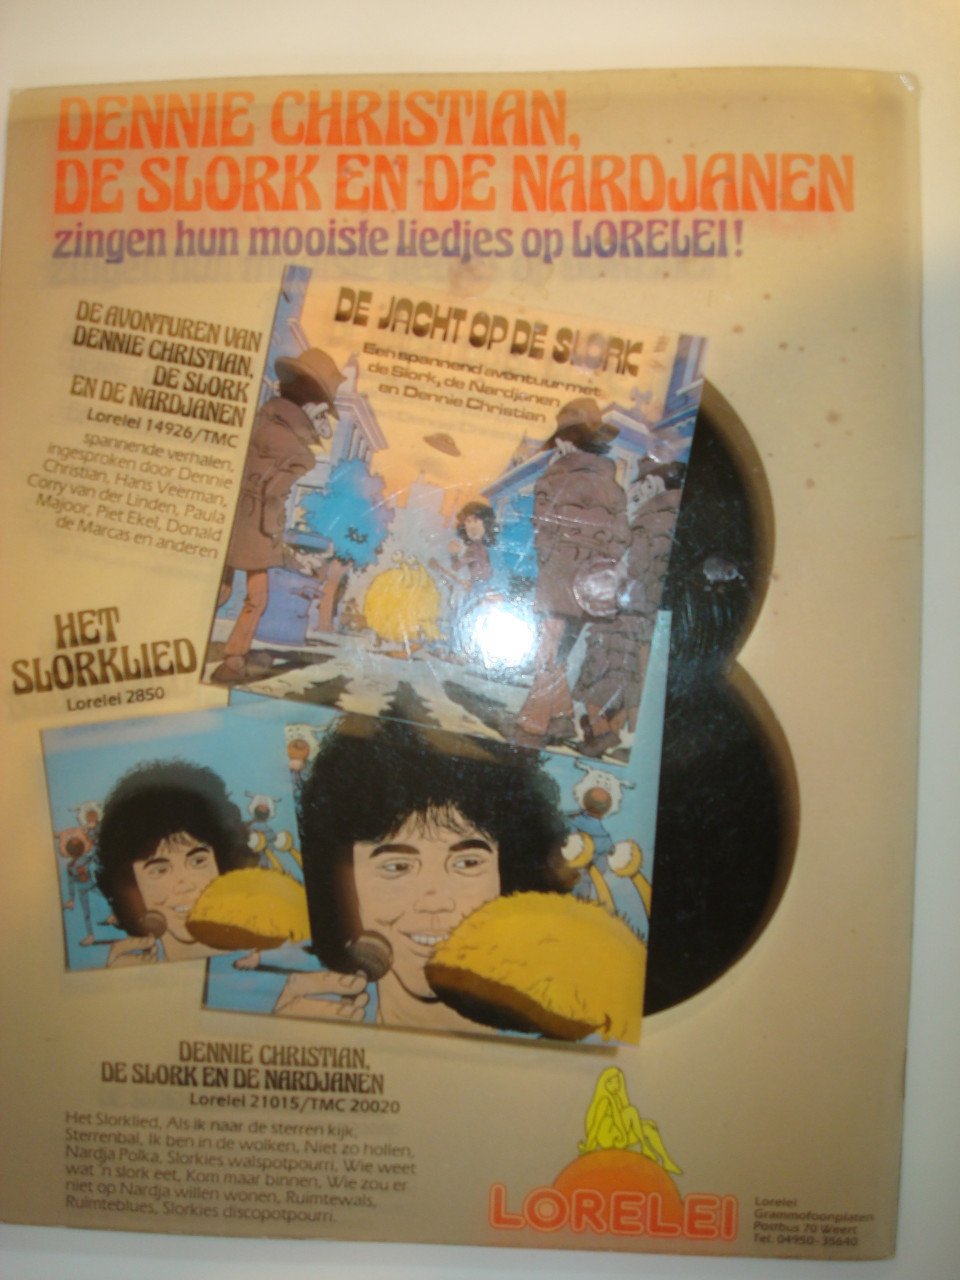 DENNIE CHRISTIAN,
DE SLORK EN DE NARDJANEN
zingen hun mooiste liedjes op LORELEI!
DE AVONTUREN VAN
DENNIE CHRISTIAN,
DE SLORK
EN DE NARDJANEN
Lorelei 14926/TMC
spannende verhalen,
ingesproken door Dennie
Christian, Hans Veerman,
Corry van der Linden, Paula
Majoor, Piet Ekel, Donald
de Marcas en anderen
DE JACHT OP DE SLORK
Een spannend avontuur met
de Slork, de Nardjanen
en Dennie Christian
HET
SLORKLIED
Lorelei 2850
DENNIE CHRISTIAN,
DE SLORK EN DE NARDJANEN
Lorelei 21015/TMC 20020
Het Slorklied, Als ik naar de sterren kijk,
Sterrenbal, Ik ben in de wolken, Niet zo hollen,
Nardja Polka, Slorkies walspotpourri, Wie weet
wat 'n slork eet, Kom maar binnen, Wie zou er
niet op Nardja willen wonen, Ruimtewals,
Ruimteblues, Slorkies discopotpourri.
LORELEI
Lorelei
Grammofoonplaten
Postbus 70 Weert
Tel. 04950-35640